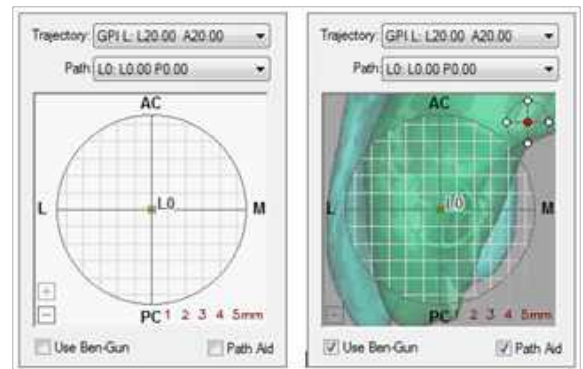 Trajectory: GPI L: L20.00 A20.00
Path: L0: L0.00 P0.00
AC
L0
L M
PC 1 2 3 4 5mm
Use Ben-Gun Path Aid
Trajectory: GPI L: L20.00 A20.00
Path: L0: L0.00 P0.00
AC
L0
L M
PC 1 2 3 4 5mm
Use Ben-Gun Path Aid